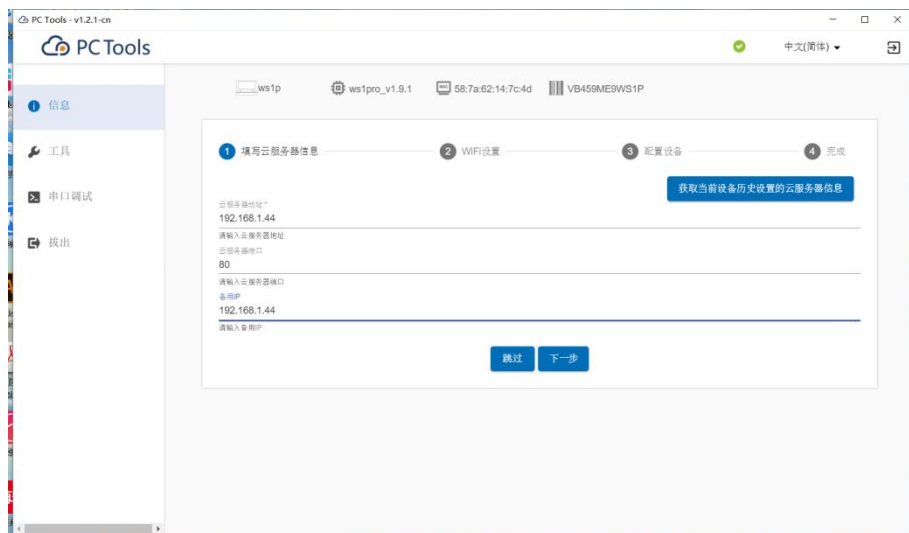 PC Tools - v1.2.1-cn
PC Tools
中文(简体)
ws1p
ws1pro_v1.9.1
58:7a:62:14:7c:4d
VB459ME9WS1P
信息
工具
串口调试
拔出
1 填写云服务器信息
2 WIFI设置
3 配置设备
4 完成
获取当前设备历史设置的云服务器信息
云服务器地址 *
192.168.1.44
请输入云服务器地址
云服务器端口
80
请输入云服务器端口
备用IP
192.168.1.44
请输入备用IP
跳过
下一步